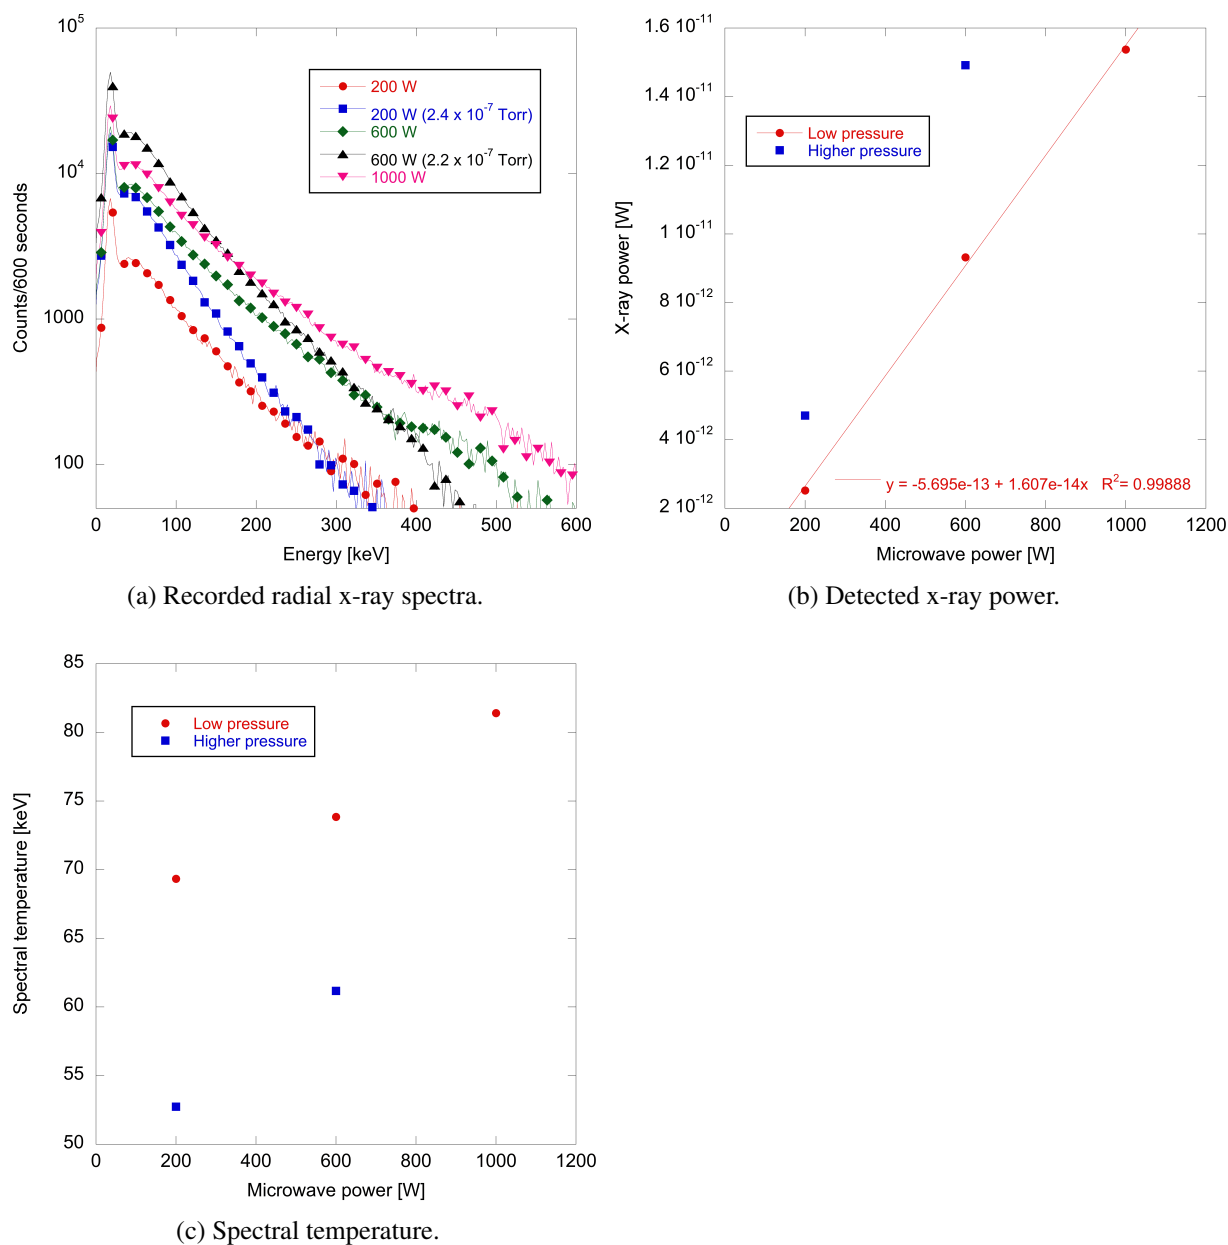 10^5
10^4
1000
100
Counts/600 seconds
200 W
200 W (2.4 x 10^-7 Torr)
600 W
600 W (2.2 x 10^-7 Torr)
1000 W
0 100 200 300 400 500 600
Energy [keV]
(a) Recorded radial x-ray spectra.
1.6 10^-11
1.4 10^-11
1.2 10^-11
1 10^-11
8 10^-12
6 10^-12
4 10^-12
2 10^-12
X-ray power [W]
Low pressure
Higher pressure
y = -5.695e-13 + 1.607e-14x R^2= 0.99888
0 200 400 600 800 1000 1200
Microwave power [W]
(b) Detected x-ray power.
85
80
75
70
65
60
55
50
Spectral temperature [keV]
Low pressure
Higher pressure
0 200 400 600 800 1000 1200
Microwave power [W]
(c) Spectral temperature.